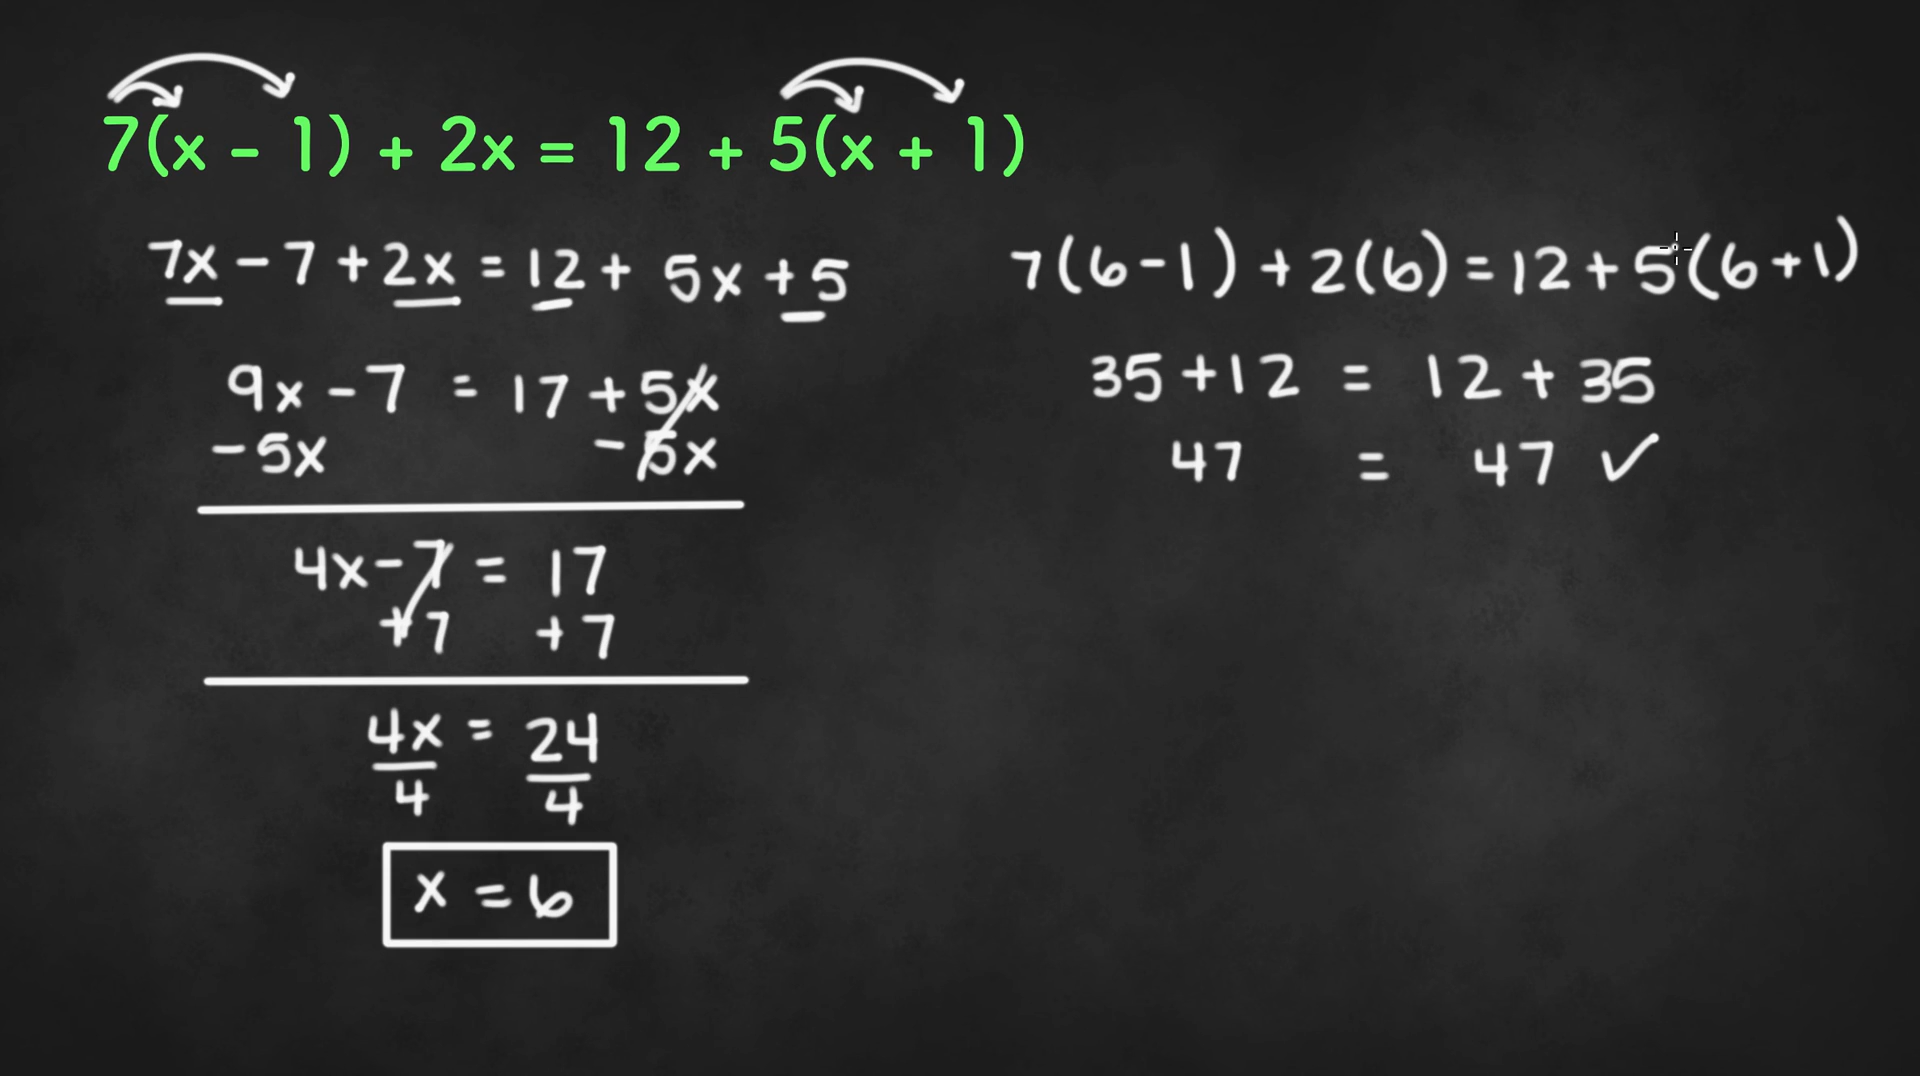 7(x - 1) + 2x = 12 + 5(x + 1)
7x - 7 + 2x = 12 + 5x + 5
9x - 7 = 17 + 5x
- 5x - 5x
4x - 7 = 17
+ 7 + 7
4x = 24
4 4
x = 6
7(6 - 1) + 2(6) = 12 + 5(6 + 1)
35 + 12 = 12 + 35
47 = 47 ✓